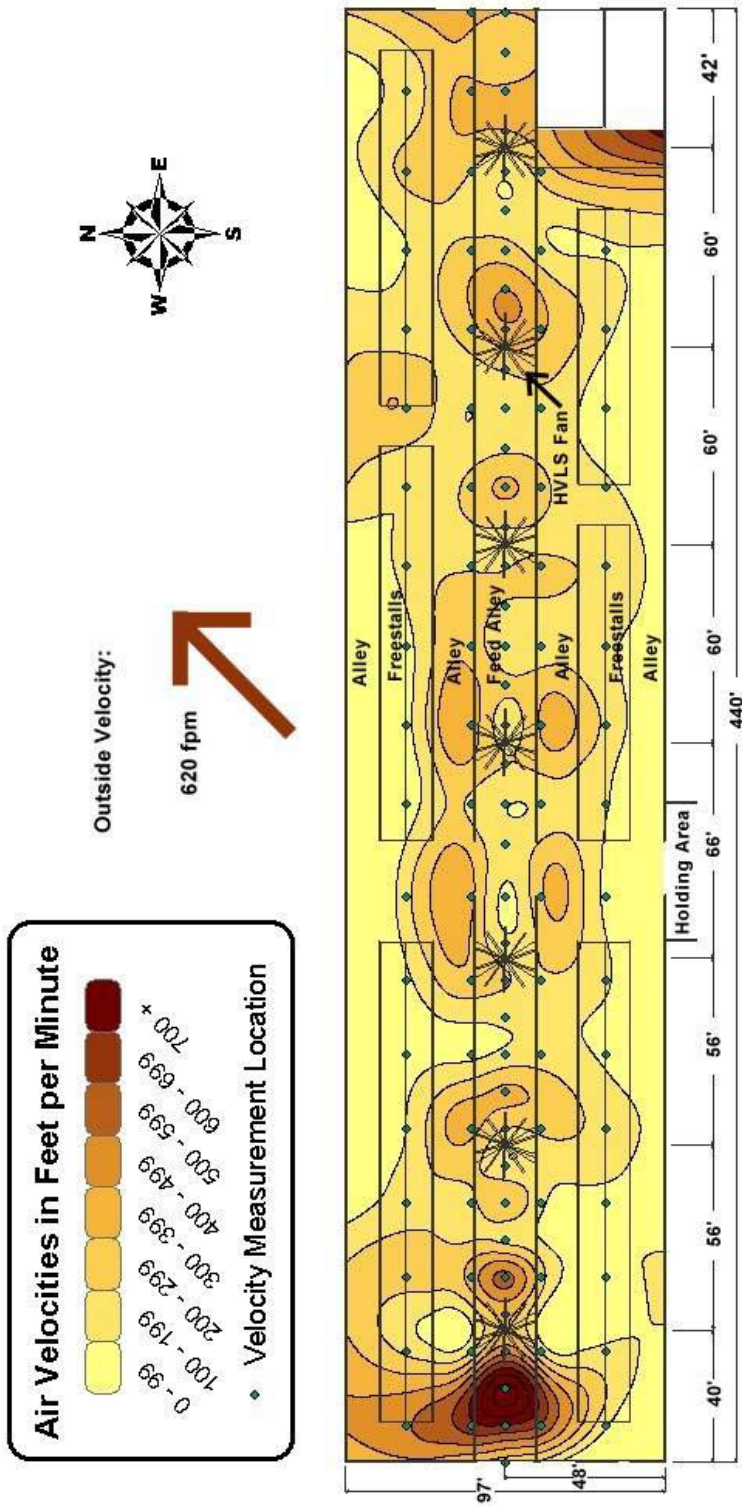 Air Velocities in Feet per Minute
0 - 99
100 - 199
200 - 299
300 - 399
400 - 499
500 - 599
600 - 699
700 +
Velocity Measurement Location
Outside Velocity:
620 fpm
N
W
E
S
Alley
Freestalls
Alley
Feed Alley
Alley
Freestalls
Alley
HVLS Fan
Holding Area
97'
48'
40'
56'
56'
66'
60'
60'
60'
42'
440'